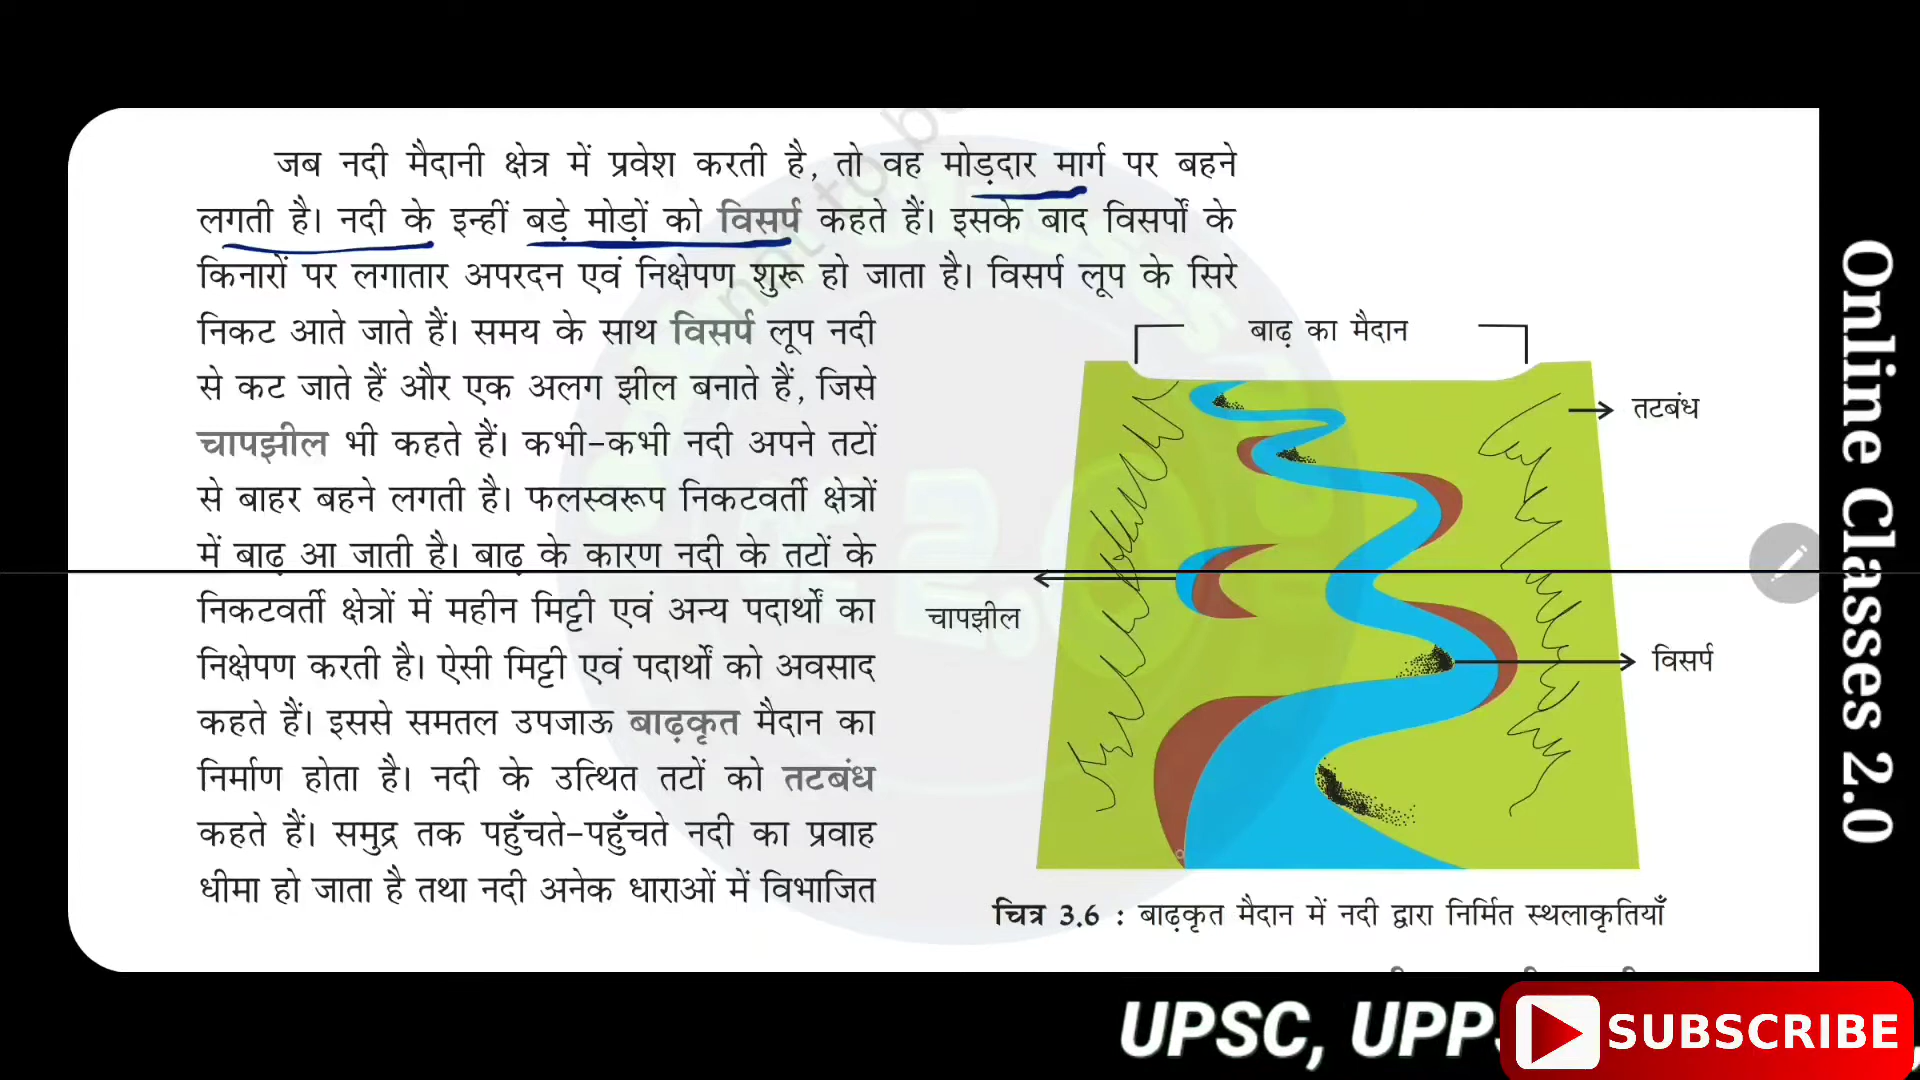 जब नदी मैदानी क्षेत्र में प्रवेश करती है, तो वह मोड़दार मार्ग पर बहने
लगती है। नदी के इन्हीं बड़े मोड़ों को विसर्प कहते हैं। इसके बाद विसर्पों के
किनारों पर लगातार अपरदन एवं निक्षेपण शुरू हो जाता है। विसर्प लूप के सिरे
निकट आते जाते हैं। समय के साथ विसर्प लूप नदी
से कट जाते हैं और एक अलग झील बनाते हैं, जिसे
चापझील भी कहते हैं। कभी-कभी नदी अपने तटों
से बाहर बहने लगती है। फलस्वरूप निकटवर्ती क्षेत्रों
में बाढ़ आ जाती है। बाढ़ के कारण नदी के तटों के
निकटवर्ती क्षेत्रों में महीन मिट्टी एवं अन्य पदार्थों का
निक्षेपण करती है। ऐसी मिट्टी एवं पदार्थों को अवसाद
कहते हैं। इससे समतल उपजाऊ बाढ़कृत मैदान का
निर्माण होता है। नदी के उत्थित तटों को तटबंध
कहते हैं। समुद्र तक पहुँचते-पहुँचते नदी का प्रवाह
धीमा हो जाता है तथा नदी अनेक धाराओं में विभाजित
बाढ़ का मैदान
तटबंध
चापझील
विसर्प
चित्र 3.6 : बाढ़कृत मैदान में नदी द्वारा निर्मित स्थलाकृतियाँ
Online Classes 2.0
UPSC, UPPS
SUBSCRIBE
not to b